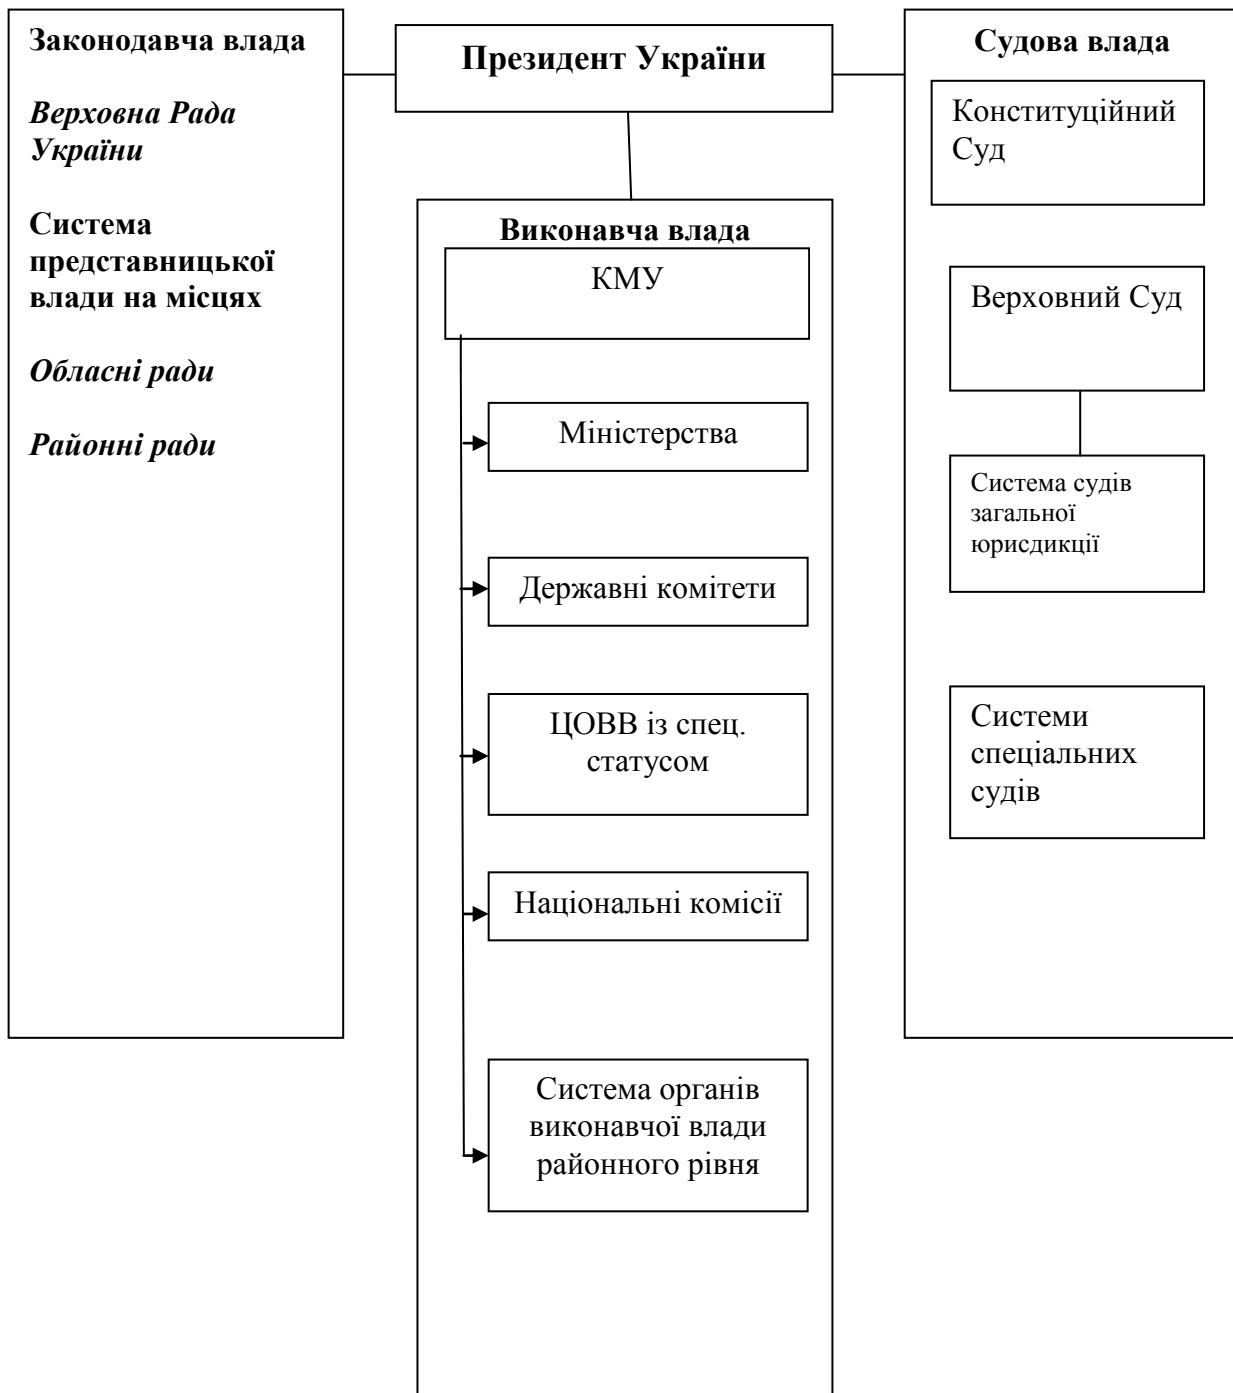 Законодавча влада
Верховна Рада
України
Система
представницької
влади на місцях
Обласні ради
Районні ради
Президент України
Виконавча влада
КМУ
Міністерства
Державні комітети
ЦОВВ із спец.
статусом
Національні комісії
Система органів
виконавчої влади
районного рівня
Судова влада
Конституційний
Суд
Верховний Суд
Система судів
загальної
юрисдикції
Системи
спеціальних
судів